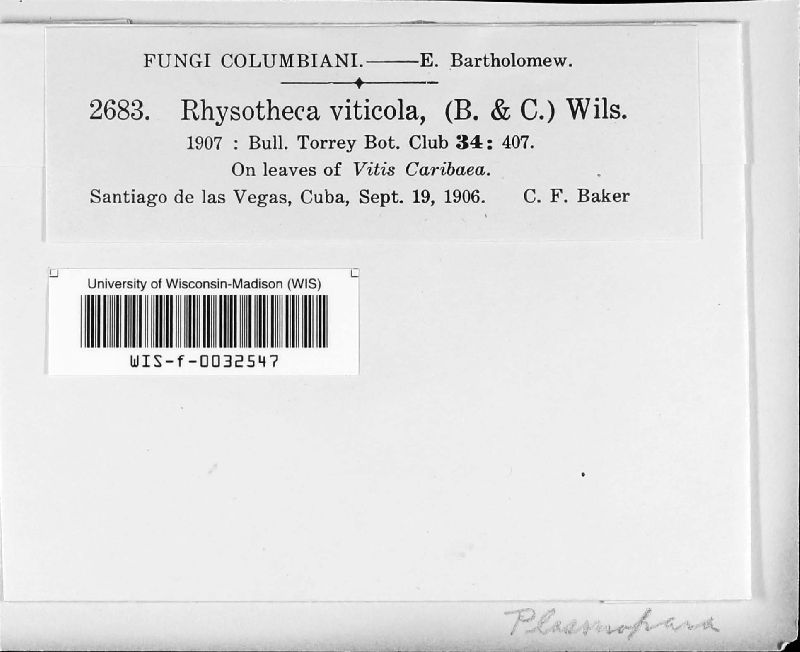 FUNGI COLUMBIANI.——E. Bartholomew.
2683. Rhysotheca viticola, (B. & C.) Wils.
1907 : Bull. Torrey Bot. Club 34: 407.
On leaves of Vitis Caribaea.
Santiago de las Vegas, Cuba, Sept. 19, 1906. C. F. Baker
University of Wisconsin-Madison (WIS)
WIS-f-0032547
Plasmopara